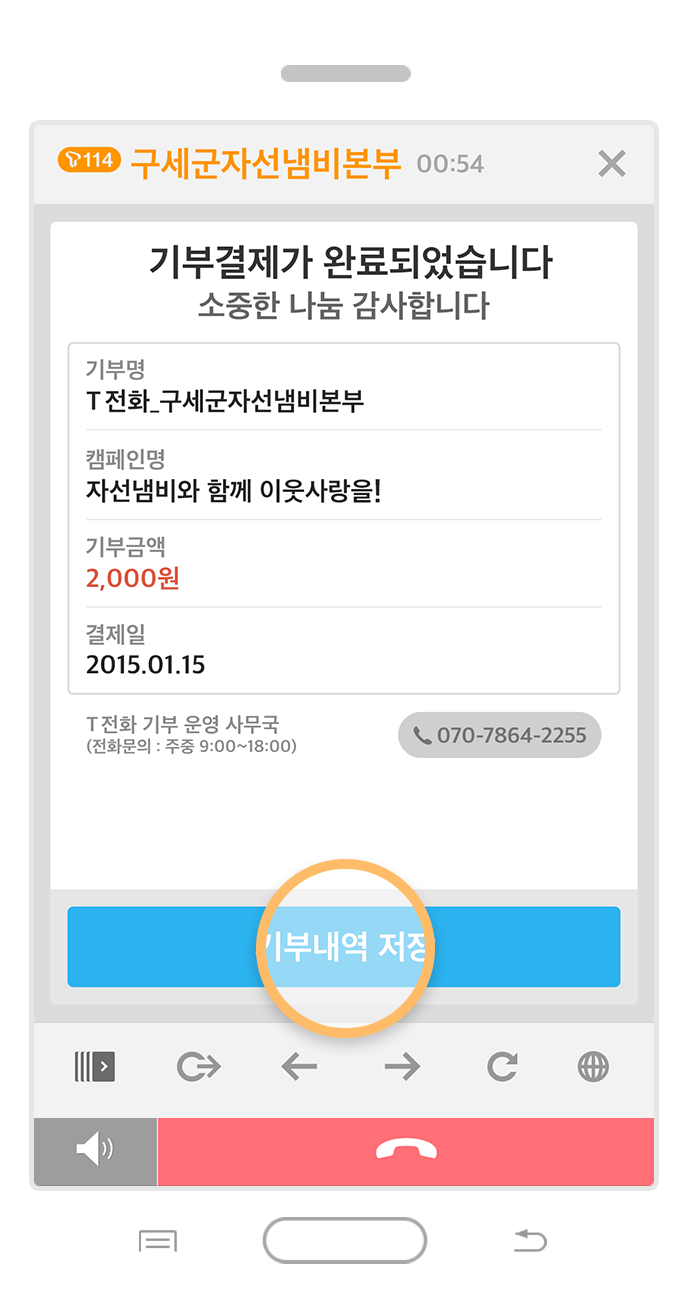 114 구세군자선냄비본부 00:54
기부결제가 완료되었습니다
소중한 나눔 감사합니다
기부명
T전화_구세군자선냄비본부
캠페인명
자선냄비와 함께 이웃사랑을!
기부금액
2,000원
결제일
2015.01.15
T전화 기부 운영 사무국
(전화문의 : 주중 9:00~18:00)
070-7864-2255
기부내역 저장